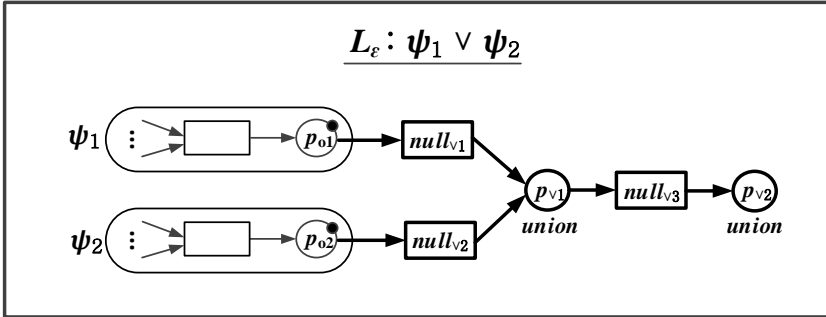 L_ε: ψ₁ ∨ ψ₂
ψ₁
⋮
p_o1
null_∨1
p_∨1
union
null_∨3
p_∨2
union
ψ₂
⋮
p_o2
null_∨2